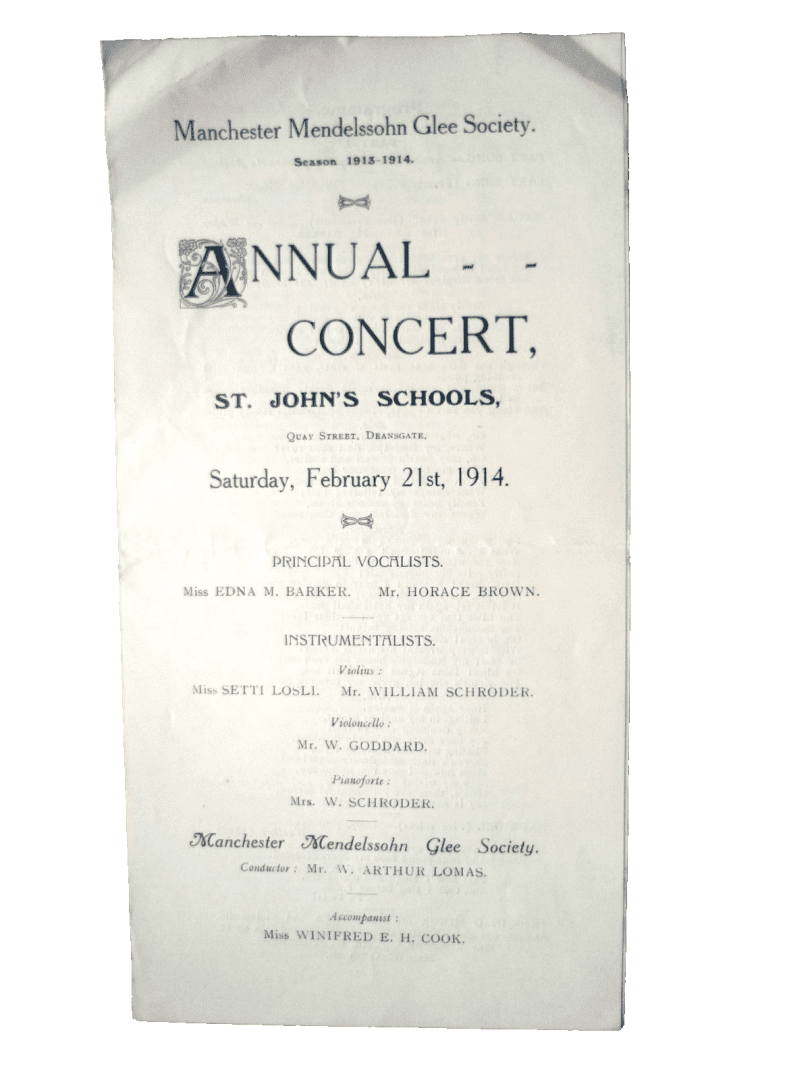 Manchester Mendelssohn Glee Society.
Season 1913-1914.
ANNUAL - -
CONCERT,
ST. JOHN'S SCHOOLS,
QUAY STREET, DEANSGATE,
Saturday, February 21st, 1914.
PRINCIPAL VOCALISTS.
Miss EDNA M. BARKER. Mr. HORACE BROWN.
INSTRUMENTALISTS.
Violins :
Miss SETTI LOSLI. Mr. WILLIAM SCHRODER.
Violoncello :
Mr. W. GODDARD.
Pianoforte :
Mrs. W. SCHRODER.
Manchester Mendelssohn Glee Society.
Conductor : Mr. W. ARTHUR LOMAS.
Accompanist :
Miss WINIFRED E. H. COOK.